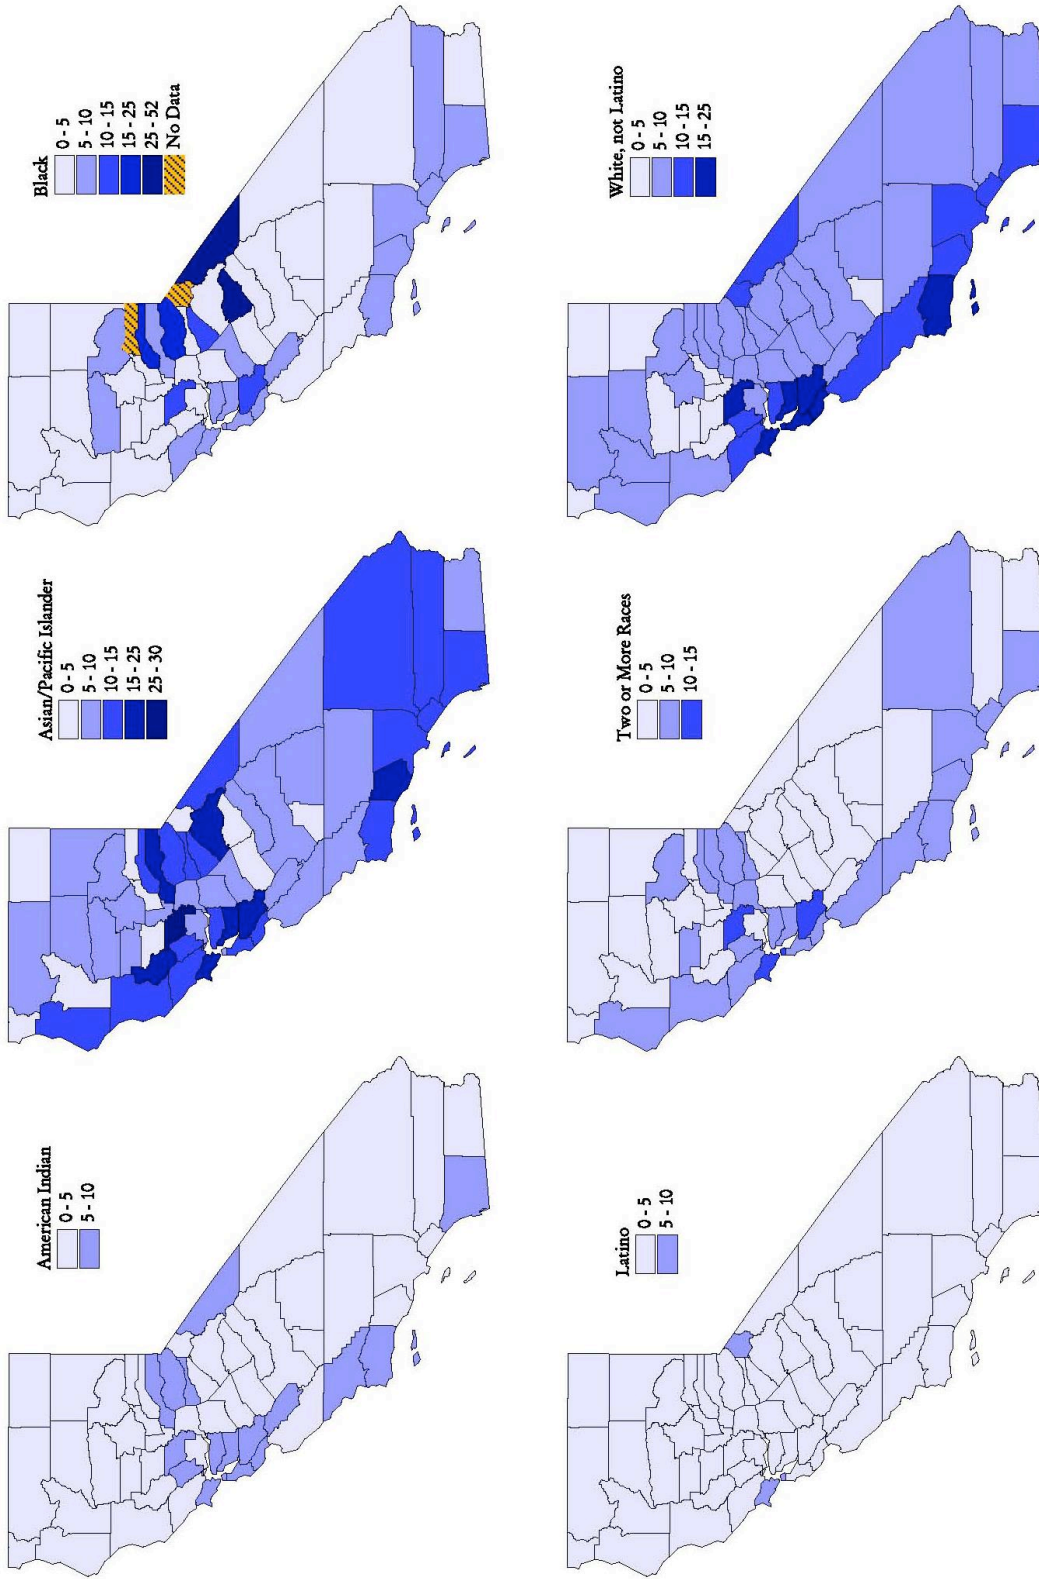 American Indian
0 - 5
5 - 10
Asian/Pacific Islander
0 - 5
5 - 10
10 - 15
15 - 25
25 - 30
Black
0 - 5
5 - 10
10 - 15
15 - 25
25 - 52
No Data
Latino
0 - 5
5 - 10
Two or More Races
0 - 5
5 - 10
10 - 15
White, not Latino
0 - 5
5 - 10
10 - 15
15 - 25